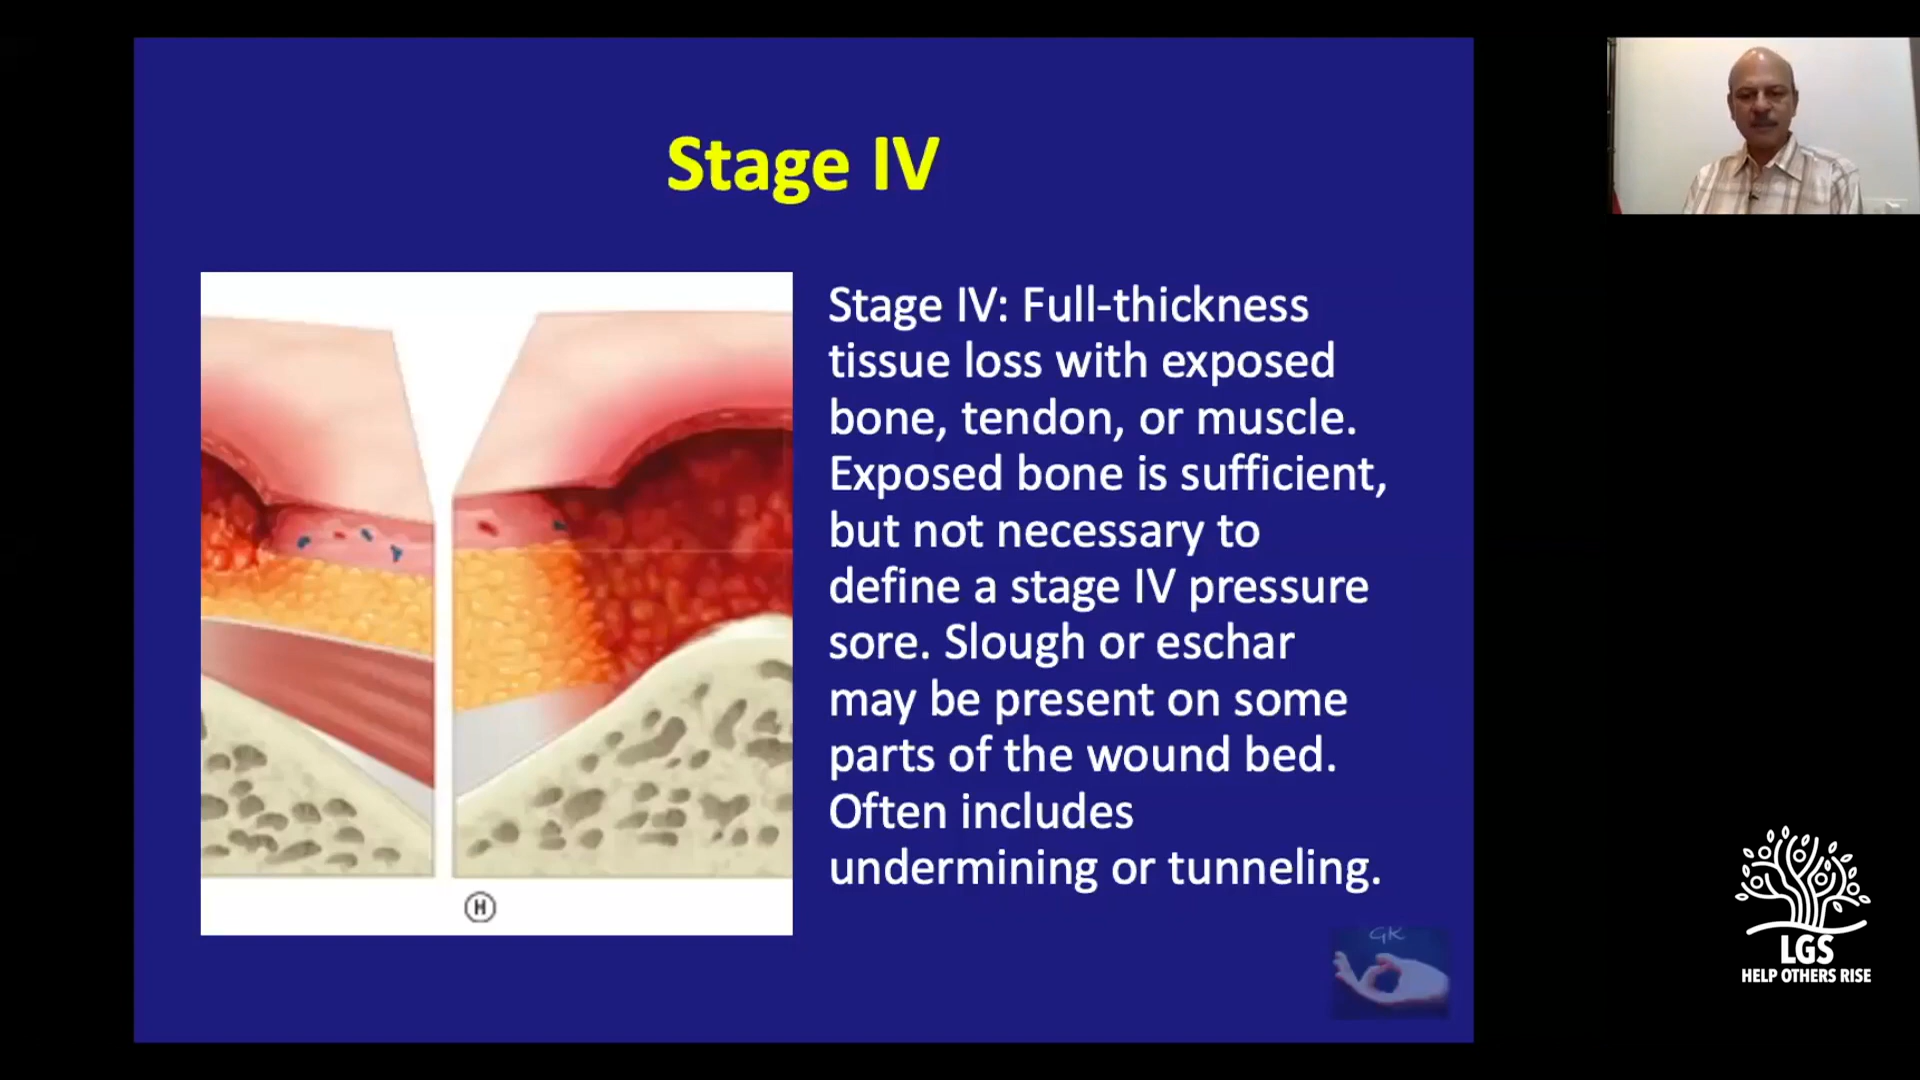 Stage IV
Stage IV: Full-thickness
tissue loss with exposed
bone, tendon, or muscle.
Exposed bone is sufficient,
but not necessary to
define a stage IV pressure
sore. Slough or eschar
may be present on some
parts of the wound bed.
Often includes
undermining or tunneling.
H
GK
LGS
HELP OTHERS RISE